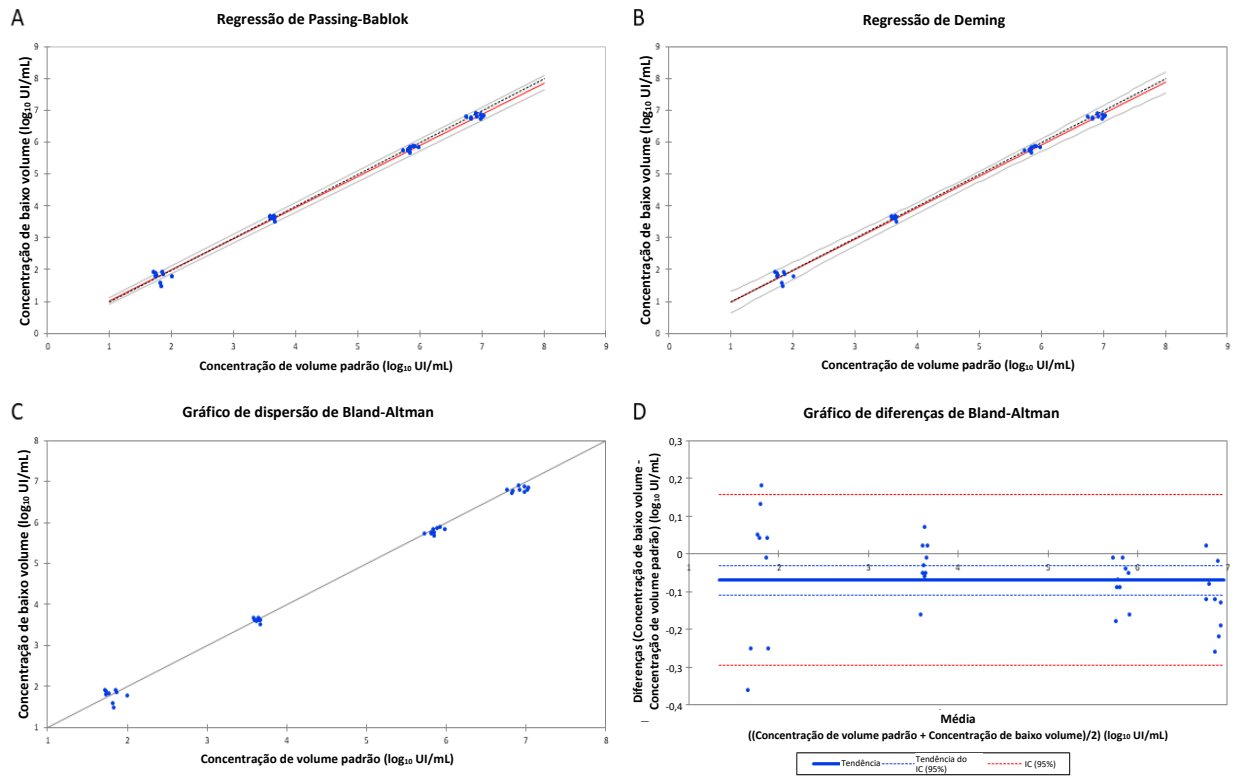 A
Regressão de Passing-Bablok
Concentração de baixo volume (log₁₀ UI/mL)
9
8
7
6
5
4
3
2
1
0
0 1 2 3 4 5 6 7 8 9
Concentração de volume padrão (log₁₀ UI/mL)
B
Regressão de Deming
Concentração de baixo volume (log₁₀ UI/mL)
9
8
7
6
5
4
3
2
1
0
0 1 2 3 4 5 6 7 8 9
Concentração de volume padrão (log₁₀ UI/mL)
C
Gráfico de dispersão de Bland-Altman
Concentração de baixo volume (log₁₀ UI/mL)
8
7
6
5
4
3
2
1
1 2 3 4 5 6 7 8
Concentração de volume padrão (log₁₀ UI/mL)
D
Gráfico de diferenças de Bland-Altman
Diferenças (Concentração de baixo volume -
Concentração de volume padrão) (log₁₀ UI/mL)
0,3
0,2
0,1
0
-0,1
-0,2
-0,3
-0,4
2 3 4 5 6 7
Média
((Concentração de volume padrão + Concentração de baixo volume)/2) (log₁₀ UI/mL)
Tendência
Tendência do
IC (95%)
IC (95%)